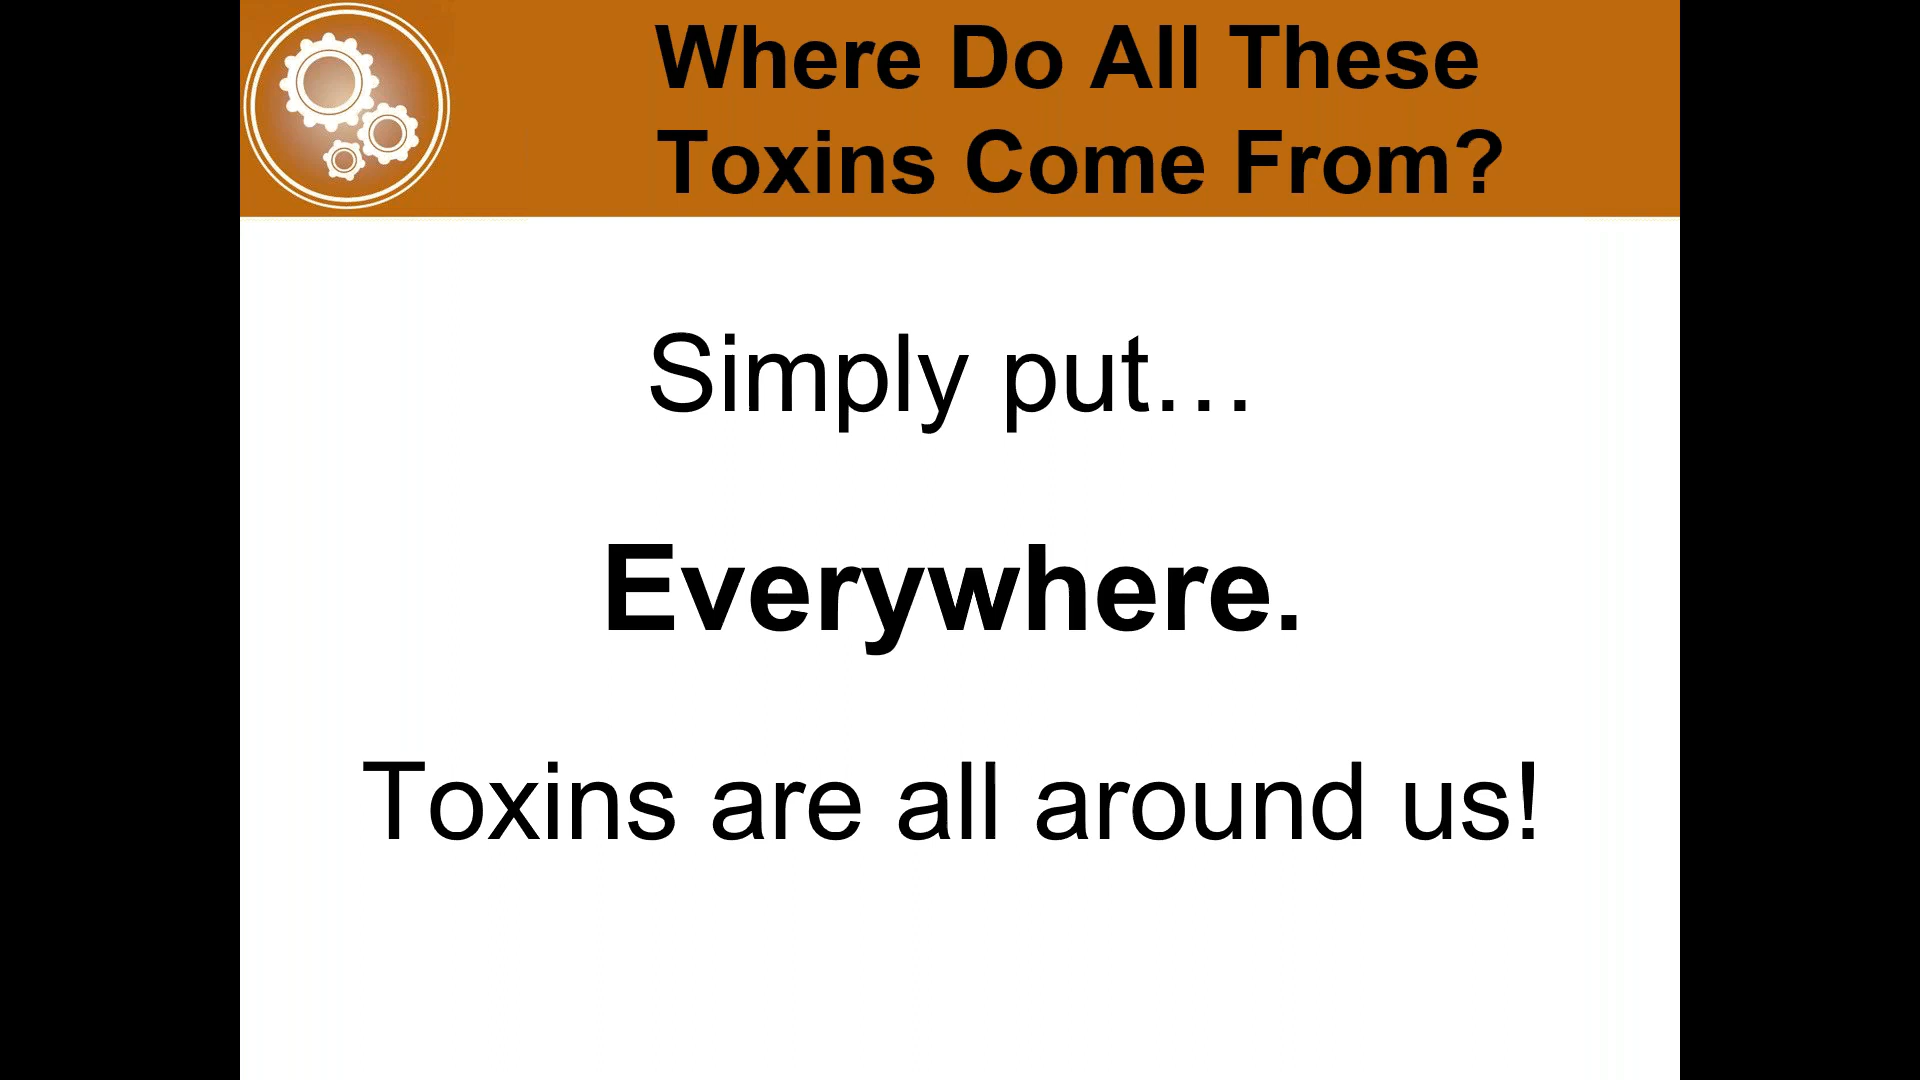 Where Do All These
Toxins Come From?
Simply put…
Everywhere.
Toxins are all around us!